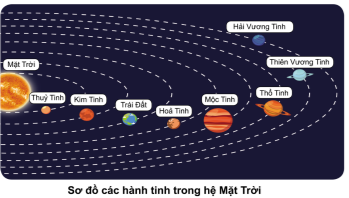 Hải Vương Tinh
Thiên Vương Tinh
Mặt Trời
Thuỷ Tinh
Kim Tinh
Trái Đất
Hoả Tinh
Mộc Tinh
Thổ Tinh
Sơ đồ các hành tinh trong hệ Mặt Trời